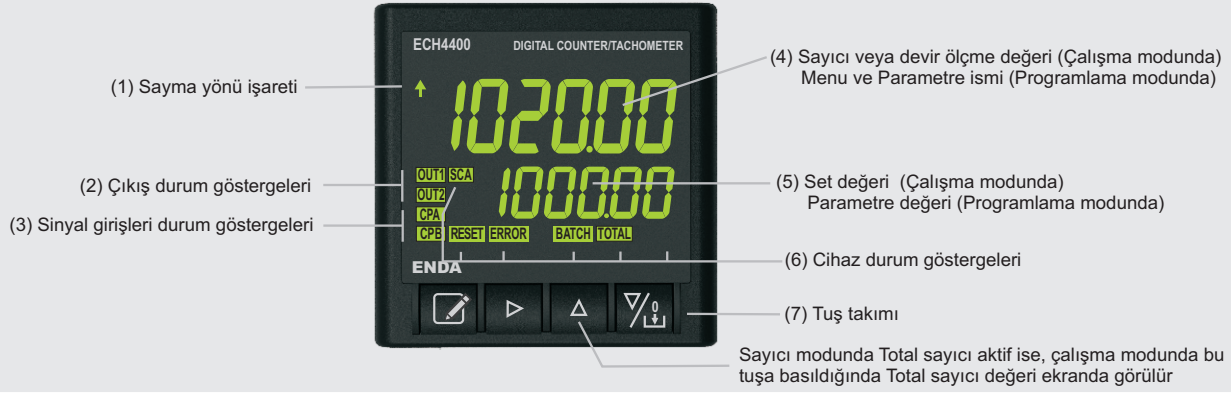 ECH4400 DIGITAL COUNTER/TACHOMETER
1020.00
1000.00
OUT1 SCA
OUT2
CPA
CPB RESET ERROR BATCH TOTAL
ENDA
0
(1) Sayma yönü işareti
(2) Çıkış durum göstergeleri
(3) Sinyal girişleri durum göstergeleri
(4) Sayıcı veya devir ölçme değeri (Çalışma modunda)
Menu ve Parametre ismi (Programlama modunda)
(5) Set değeri (Çalışma modunda)
Parametre değeri (Programlama modunda)
(6) Cihaz durum göstergeleri
(7) Tuş takımı
Sayıcı modunda Total sayıcı aktif ise, çalışma modunda bu
tuşa basıldığında Total sayıcı değeri ekranda görülür